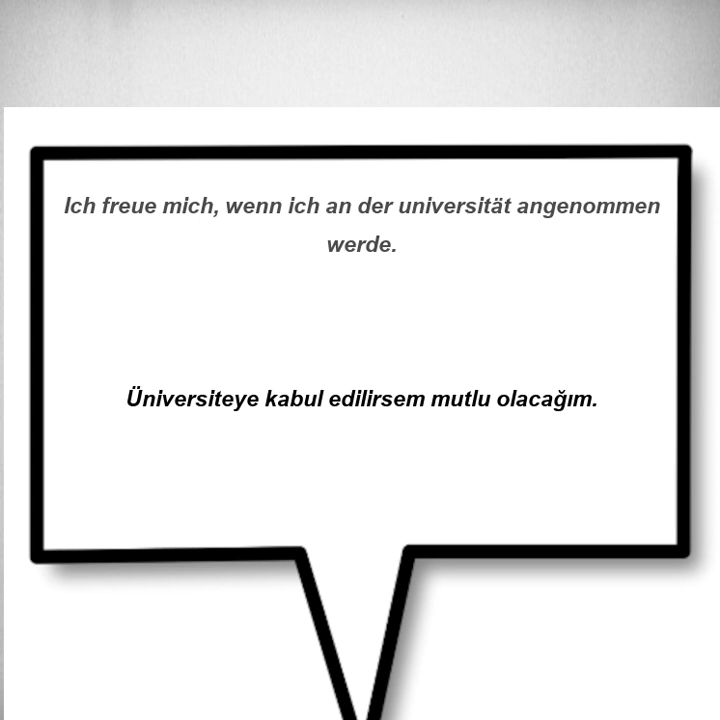 Ich freue mich, wenn ich an der universität angenommen
werde.
Üniversiteye kabul edilirsem mutlu olacağım.